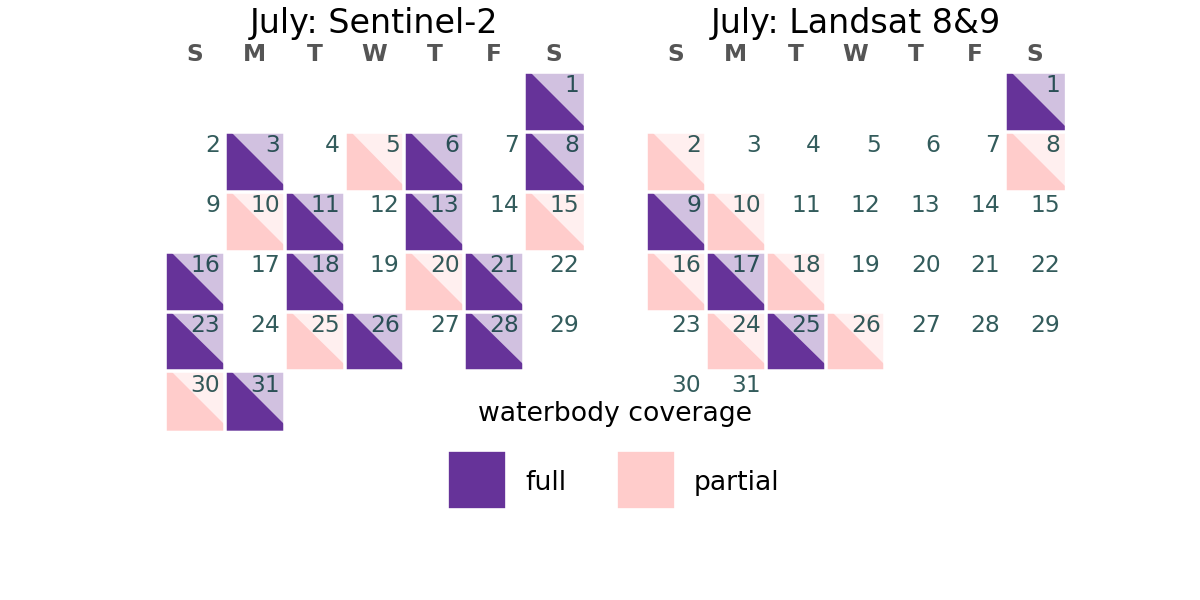 July: Sentinel-2
S M T W T F S
1
2 3 4 5 6 7 8
9 10 11 12 13 14 15
16 17 18 19 20 21 22
23 24 25 26 27 28 29
30 31
July: Landsat 8&9
S M T W T F S
1
2 3 4 5 6 7 8
9 10 11 12 13 14 15
16 17 18 19 20 21 22
23 24 25 26 27 28 29
30 31
waterbody coverage
full partial